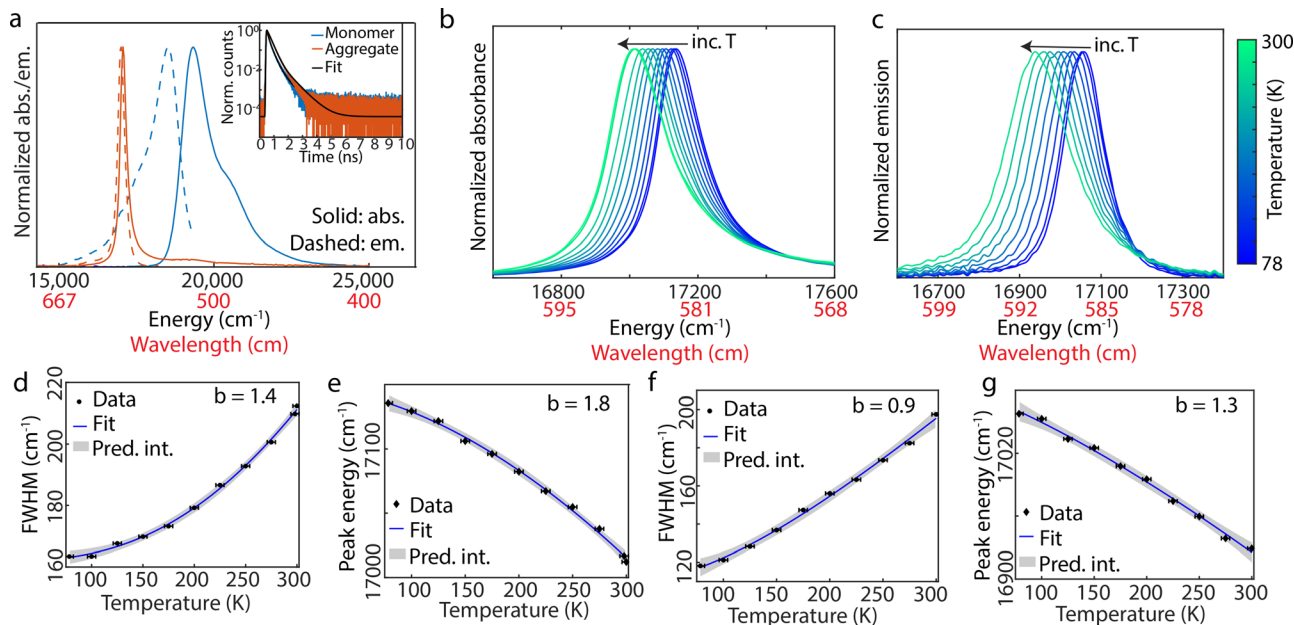 a
Normalized abs./em.
Norm. counts
10⁰
10⁻²
10⁻⁴
Monomer
Aggregate
Fit
0 1 2 3 4 5 6 7 8 9 10
Time (ns)
Solid: abs.
Dashed: em.
15,000 20,000 25,000
667 500 400
Energy (cm⁻¹)
Wavelength (cm)
b
Normalized absorbance
inc. T
16800 17200 17600
595 581 568
Energy (cm⁻¹)
Wavelength (cm)
c
Normalized emission
inc. T
16700 16900 17100 17300
599 592 585 578
Energy (cm⁻¹)
Wavelength (cm)
300
Temperature (K)
78
d
FWHM (cm⁻¹)
220
200
180
160
Data
Fit
Pred. int.
b = 1.4
100 150 200 250 300
Temperature (K)
e
Peak energy (cm⁻¹)
17100
17000
b = 1.8
Data
Fit
Pred. int.
100 150 200 250 300
Temperature (K)
f
FWHM (cm⁻¹)
200
160
120
Data
Fit
Pred. int.
b = 0.9
100 150 200 250 300
Temperature (K)
g
Peak energy (cm⁻¹)
17020
16900
b = 1.3
Data
Fit
Pred. int.
100 150 200 250 300
Temperature (K)